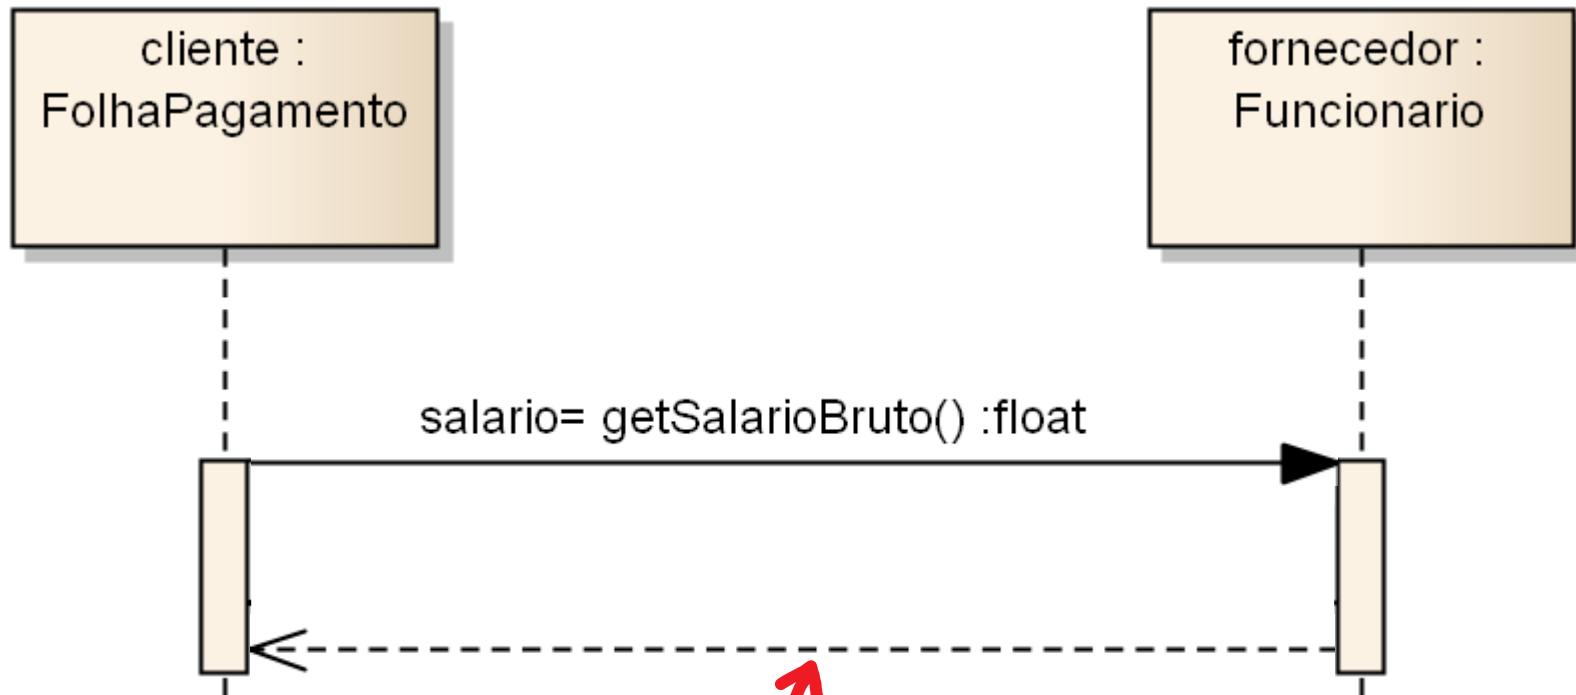 cliente :
FolhaPagamento
fornecedor :
Funcionario
salario= getSalarioBruto() :float